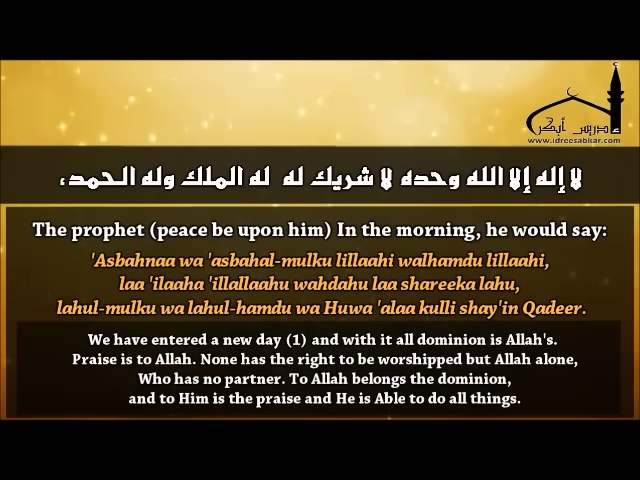 إدريس أبكر
www.idreesabkar.com
لا إله إلا الله وحده لا شريك له له الملك وله الحمد،
The prophet (peace be upon him) In the morning, he would say:
'Asbahnaa wa 'asbahal-mulku lillaahi walhamdu lillaahi,
laa 'ilaaha 'illallaahu wahdahu laa shareeka lahu,
lahul-mulku wa lahul-hamdu wa Huwa 'alaa kulli shay'in Qadeer.
We have entered a new day (1) and with it all dominion is Allah's.
Praise is to Allah. None has the right to be worshipped but Allah alone,
Who has no partner. To Allah belongs the dominion,
and to Him is the praise and He is Able to do all things.